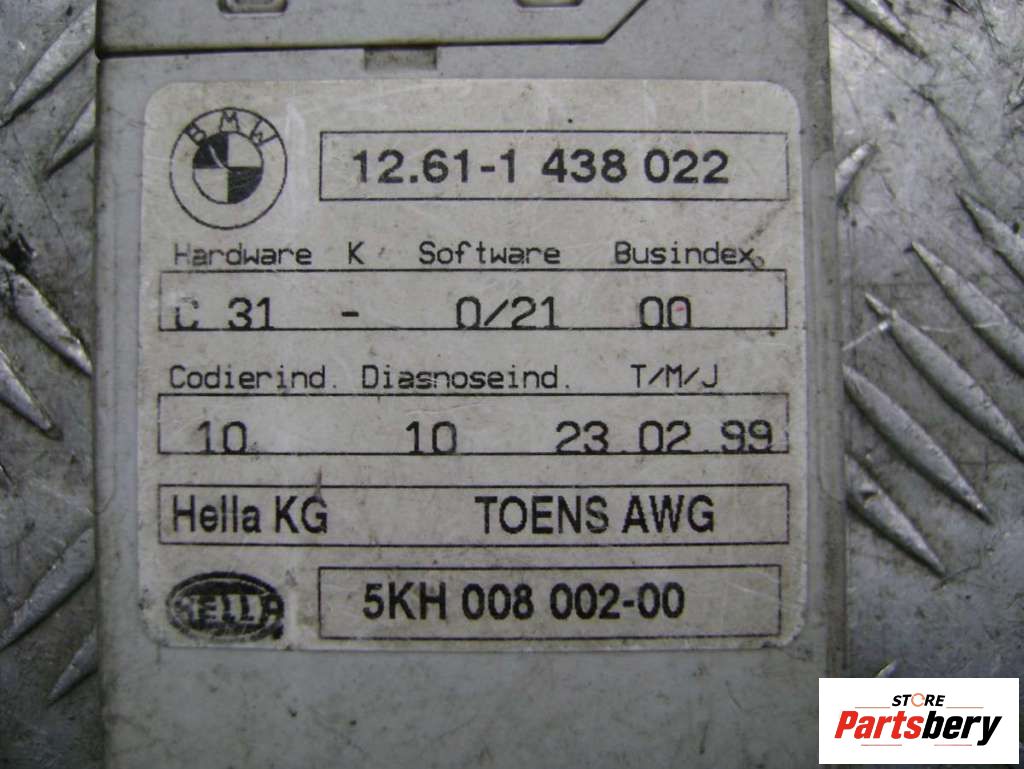 BMW
12.61-1 438 022
Hardware K Software Busindex
C 31 - 0/21 00
Codierind. Diasnoseind. T/M/J
10 10 23.02.99
Hella KG TOENS AWG
HELLA
5KH 008 002-00
STORE
Partsbery